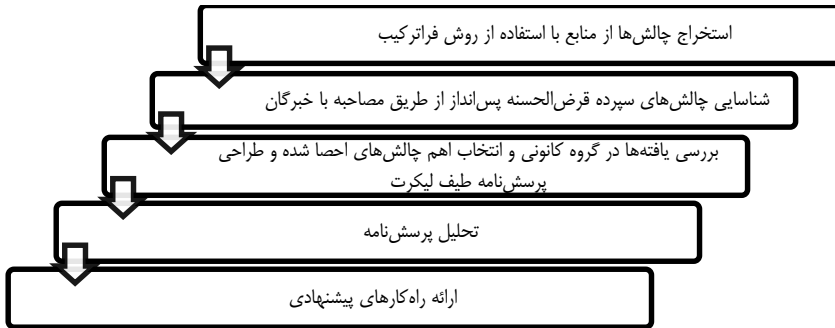 استخراج چالش‌ها از منابع با استفاده از روش فراترکیب
شناسایی چالش‌های سپرده قرض‌الحسنه پس‌انداز از طریق مصاحبه با خبرگان
بررسی یافته‌ها در گروه کانونی و انتخاب اهم چالش‌های احصا شده و طراحی
پرسش‌نامه طیف لیکرت
تحلیل پرسش‌نامه
ارائه راه‌کارهای پیشنهادی